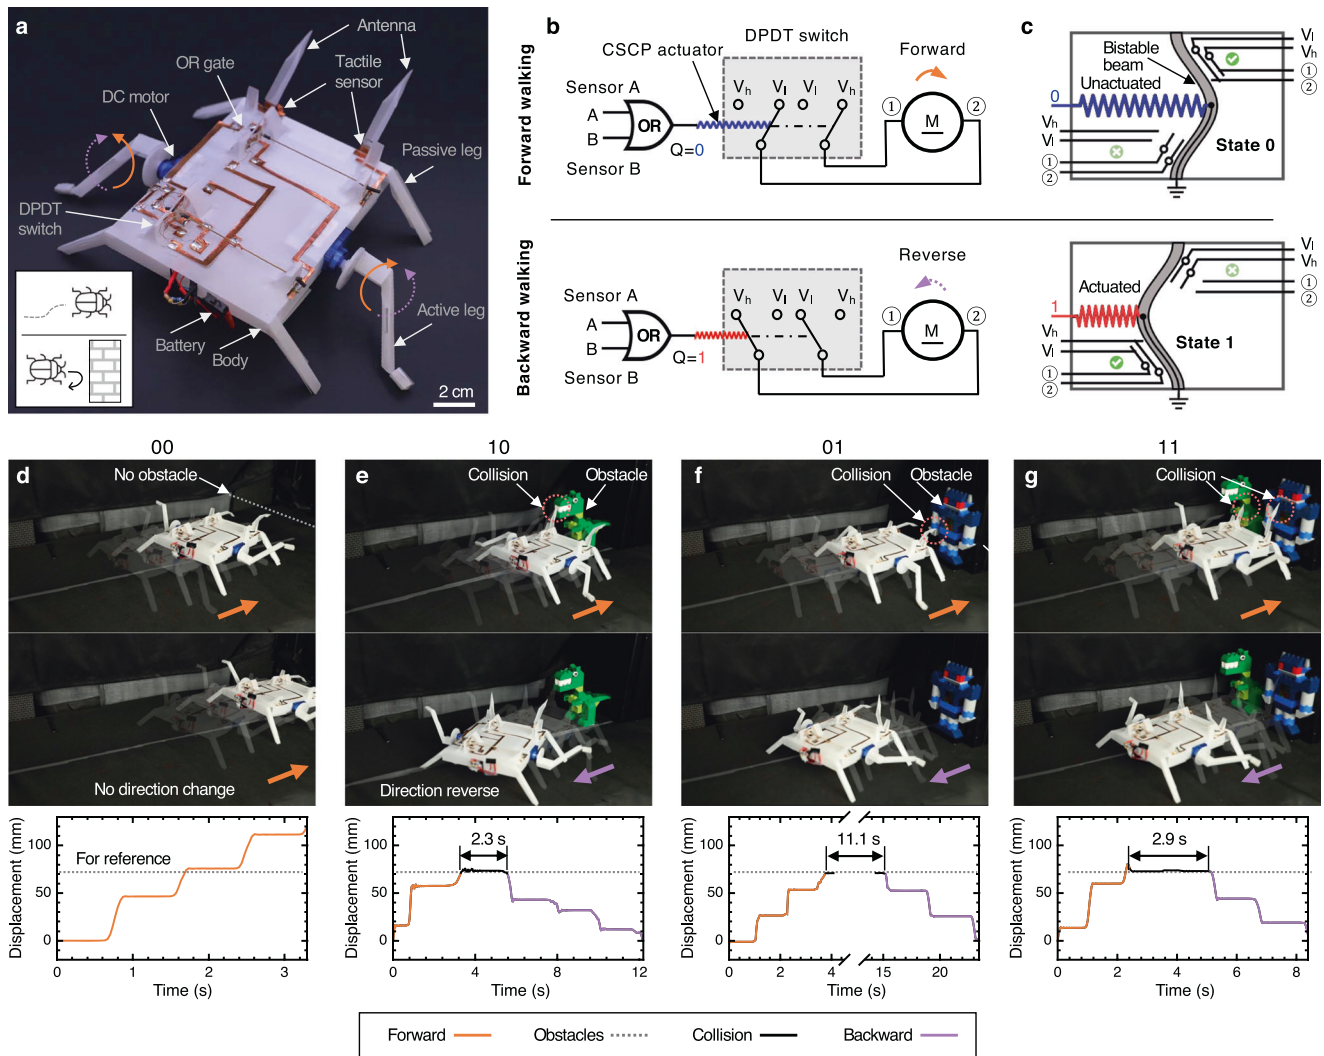 a
Antenna
OR gate
Tactile
sensor
DC motor
Passive leg
DPDT
switch
Active leg
Battery
Body
2 cm
b
DPDT switch
CSCP actuator
Forward
Forward walking
Sensor A
A
B
OR
Sensor B
Q=0
Vh Vl Vl Vh
① M ②
Backward walking
Reverse
Sensor A
A
B
OR
Sensor B
Q=1
Vh Vl Vl Vh
① M ②
c
Bistable
beam
Unactuated
0
Vl
Vh
①
②
Vh
Vl
①
②
State 0
Actuated
1
Vl
Vh
①
②
Vh
Vl
①
②
State 1
00
d
No obstacle
No direction change
10
e
Collision
Obstacle
Direction reverse
01
f
Collision
Obstacle
11
g
Collision
Displacement (mm)
100
50
0
For reference
0 1 2 3
Time (s)
Displacement (mm)
100
50
0
2.3 s
0 4 8 12
Time (s)
Displacement (mm)
100
50
0
11.1 s
0 2 4 15 20
Time (s)
Displacement (mm)
100
50
0
2.9 s
0 2 4 6 8
Time (s)
Forward
Obstacles
Collision
Backward